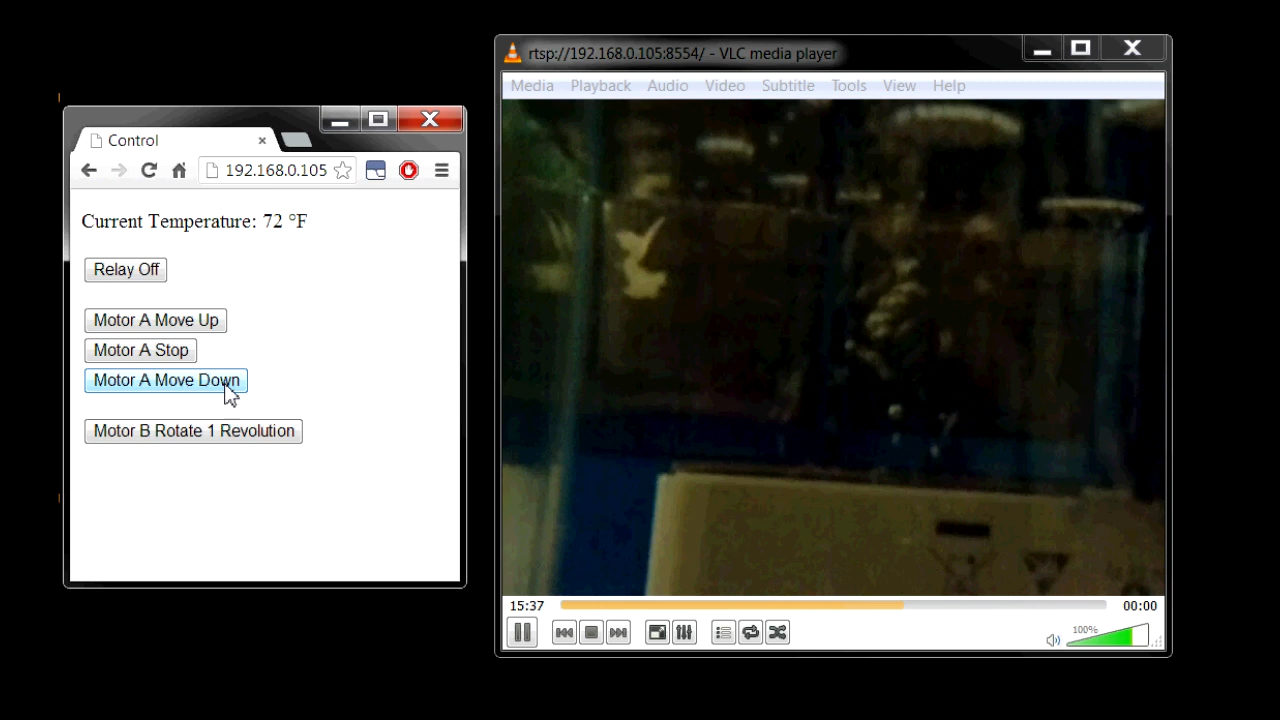 Control
192.168.0.105
Current Temperature: 72 °F
Relay Off
Motor A Move Up
Motor A Stop
Motor A Move Down
Motor B Rotate 1 Revolution
rtsp://192.168.0.105:8554/ - VLC media player
Media Playback Audio Video Subtitle Tools View Help
15:37 00:00
100%